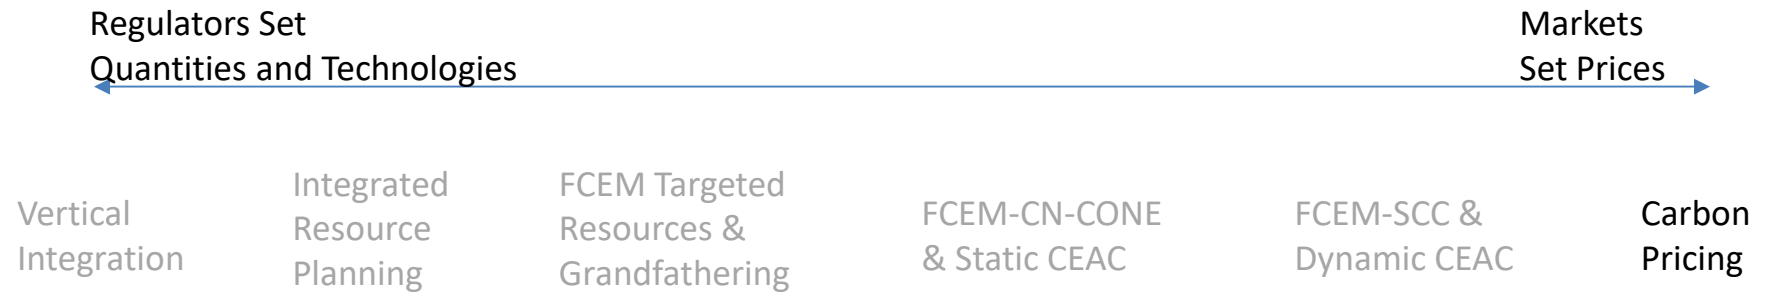 Regulators Set
Quantities and Technologies
Markets
Set Prices
Vertical
Integration
Integrated
Resource
Planning
FCEM Targeted
Resources &
Grandfathering
FCEM-CN-CONE
& Static CEAC
FCEM-SCC &
Dynamic CEAC
Carbon
Pricing